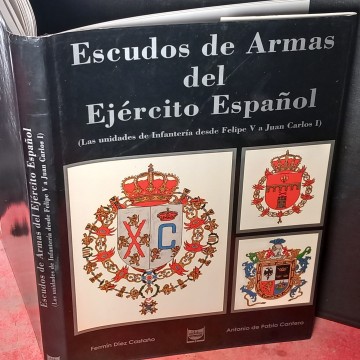 Escudos de Armas
del
Ejército Español
(Las unidades de Infantería desde Felipe V a Juan Carlos I)
Fermín Díez Castaño
Antonio de Pablo Cantero
Escudos de Armas del Ejército Español
(Las unidades de Infantería desde Felipe V a Juan Carlos I)